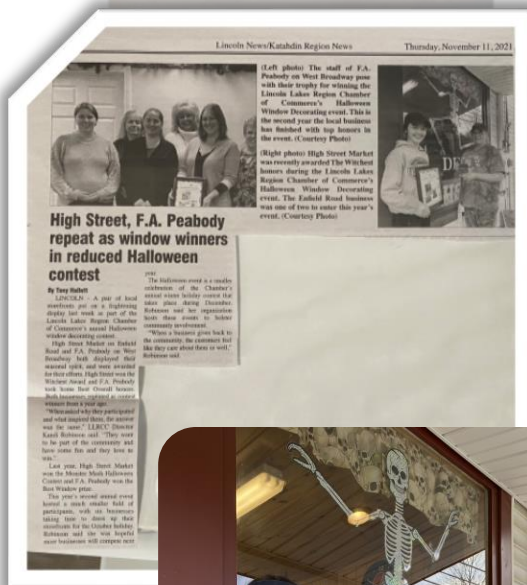 Lincoln News/Katahdin Region News Thursday, November 11, 2021
(Left photo) The staff of F.A.
Peabody on West Broadway pose
with their trophy for winning the
Lincoln Lakes Region Chamber
of Commerce's Halloween
Window Decorating event. This is
the second year the local business
has finished with top honors in
the event. (Courtesy Photo)
(Right photo) High Street Market
was recently awarded The Witchest
honors during the Lincoln Lakes
Region Chamber of Commerce's
Halloween Window Decorating
event. The Enfield Road business
was one of two to enter this year's
event. (Courtesy Photo)
High Street, F.A. Peabody
repeat as window winners
in reduced Halloween
contest
By Tony Hallett
LINCOLN - A pair of local
storefronts put on a frightening
display last week as part of the
Lincoln Lakes Region Chamber
of Commerce's annual Halloween
window decorating contest.
High Street Market on Enfield
Road and F.A. Peabody on West
Broadway both displayed their
seasonal spirit, and were awarded
for their efforts. High Street won the
Witchest Award and F.A. Peabody
took home Best Overall honors.
Both businesses repeated as contest
winners from a year ago.
"When asked why they participated
and what inspired them, the answer
was the same," LLRCC Director
Robinson said. "They want
to be part of the community and
have some fun and they love to
Last year, High Street Market
won the Monster Mash Halloween
Contest and F.A. Peabody won the
Best Window prize.
This year's second annual event
hosted a much smaller field of
participants, with businesses
taking time to dress up their
storefronts for the October holiday.
Robinson said she was hopeful
more businesses will compete next
year.
The Halloween event is a smaller
celebration of the Chamber's
annual winter holiday contest that
takes place during December.
Robinson said her organization
hosts these events to bolster
community involvement.
"When a business gives back to
the community, the customers feel
like they care about them as well,"
Robinson said.